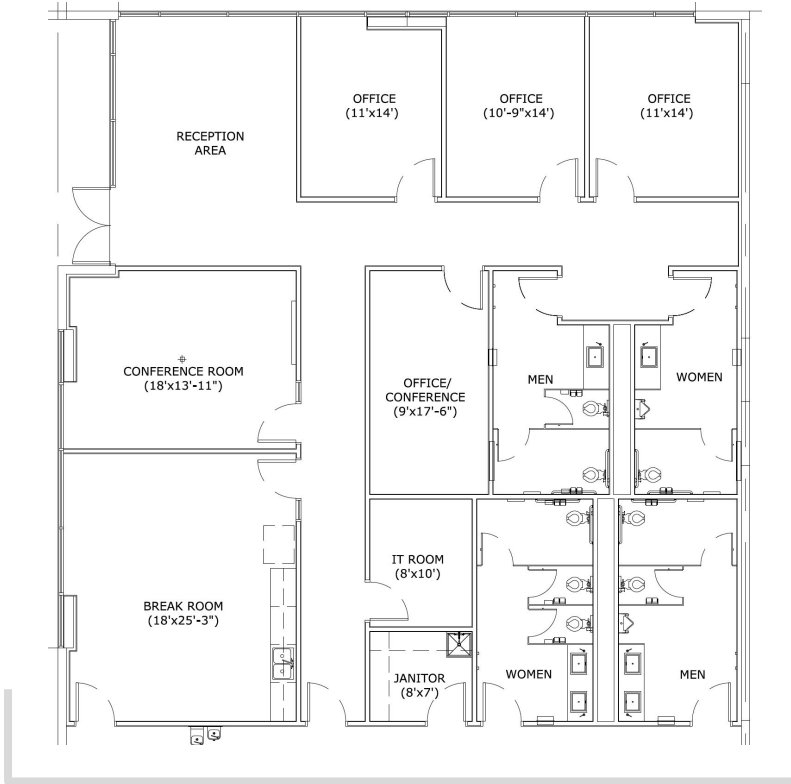 OFFICE
(11'x14')
OFFICE
(10'-9"x14')
OFFICE
(11'x14')
RECEPTION
AREA
CONFERENCE ROOM
(18'x13'-11")
OFFICE/
CONFERENCE
(9'x17'-6")
MEN
WOMEN
IT ROOM
(8'x10')
BREAK ROOM
(18'x25'-3")
JANITOR
(8'x7')
WOMEN
MEN